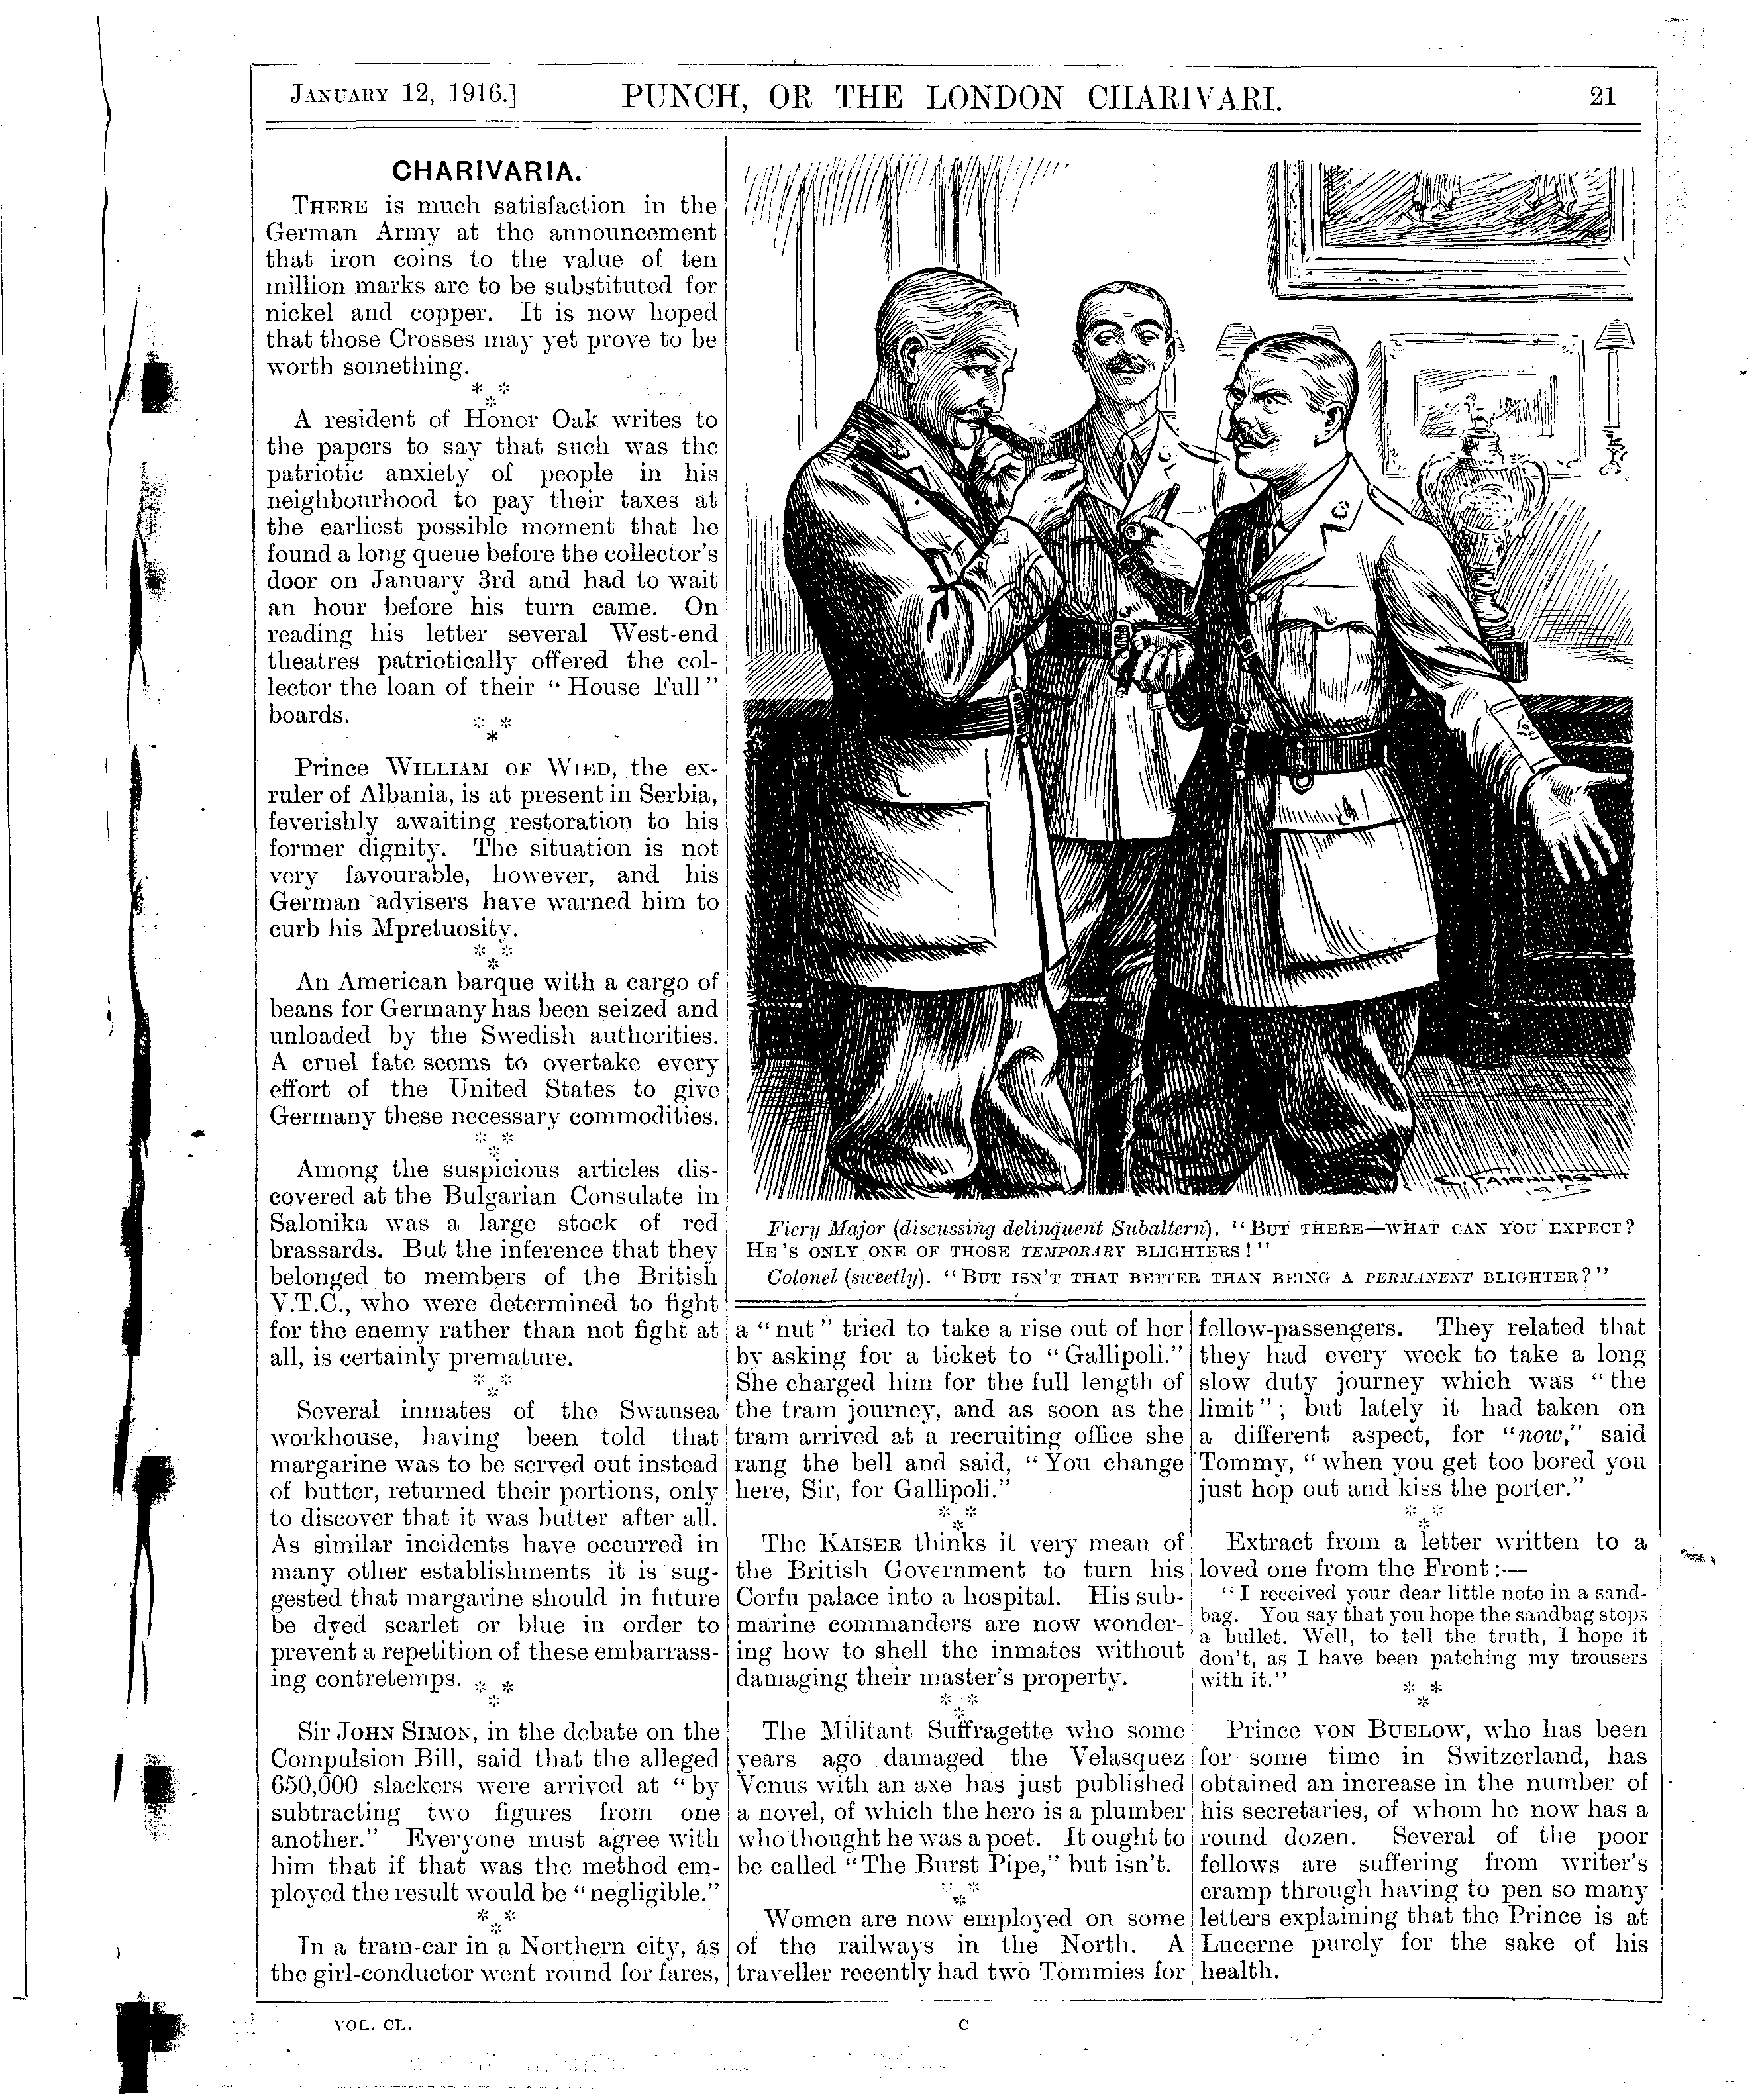 JANUARY 12, 1916.]
PUNCH, OR THE LONDON CHARIVARI.
21
CHARIVARIA.
THERE is much satisfaction in the
German Army at the announcement
that iron coins to the value of ten
million marks are to be substituted for
nickel and copper. It is now hoped
that those Crosses may yet prove to be
worth something.
* *
*
A resident of Honor Oak writes to
the papers to say that such was the
patriotic anxiety of people in his
neighbourhood to pay their taxes at
the earliest possible moment that he
found a long queue before the collector's
door on January 3rd and had to wait
an hour before his turn came. On
reading his letter several West-end
theatres patriotically offered the col-
lector the loan of their "House Full"
boards.
* *
*
Prince WILLIAM OF WIED, the ex-
ruler of Albania, is at present in Serbia,
feverishly awaiting restoration to his
former dignity. The situation is not
very favourable, however, and his
German advisers have warned him to
curb his Mpretuosity.
* *
*
An American barque with a cargo of
beans for Germany has been seized and
unloaded by the Swedish authorities.
A cruel fate seems to overtake every
effort of the United States to give
Germany these necessary commodities.
* *
*
Among the suspicious articles dis-
covered at the Bulgarian Consulate in
Salonika was a large stock of red
brassards. But the inference that they
belonged to members of the British
V.T.C., who were determined to fight
for the enemy rather than not fight at
all, is certainly premature.
* *
*
Several inmates of the Swansea
workhouse, having been told that
margarine was to be served out instead
of butter, returned their portions, only
to discover that it was butter after all.
As similar incidents have occurred in
many other establishments it is sug-
gested that margarine should in future
be dyed scarlet or blue in order to
prevent a repetition of these embarrass-
ing contretemps.
* *
*
Sir JOHN SIMON, in the debate on the
Compulsion Bill, said that the alleged
650,000 slackers were arrived at "by
subtracting two figures from one
another." Everyone must agree with
him that if that was the method em-
ployed the result would be "negligible."
* *
*
In a tram-car in a Northern city, as
the girl-conductor went round for fares,
G. FAIRHURST
1915
Fiery Major (discussing delinquent Subaltern). "BUT THERE—WHAT CAN YOU EXPECT?
HE'S ONLY ONE OF THOSE TEMPORARY BLIGHTERS!"
Colonel (sweetly). "BUT ISN'T THAT BETTER THAN BEING A PERMANENT BLIGHTER?"
a "nut" tried to take a rise out of her
by asking for a ticket to "Gallipoli."
She charged him for the full length of
the tram journey, and as soon as the
tram arrived at a recruiting office she
rang the bell and said, "You change
here, Sir, for Gallipoli."
* *
*
The KAISER thinks it very mean of
the British Government to turn his
Corfu palace into a hospital. His sub-
marine commanders are now wonder-
ing how to shell the inmates without
damaging their master's property.
* *
*
The Militant Suffragette who some
years ago damaged the Velasquez
Venus with an axe has just published
a novel, of which the hero is a plumber
who thought he was a poet. It ought to
be called "The Burst Pipe," but isn't.
* *
*
Women are now employed on some
of the railways in the North. A
traveller recently had two Tommies for
fellow-passengers. They related that
they had every week to take a long
slow duty journey which was "the
limit"; but lately it had taken on
a different aspect, for "now," said
Tommy, "when you get too bored you
just hop out and kiss the porter."
* *
*
Extract from a letter written to a
loved one from the Front:—
"I received your dear little note in a sand-
bag. You say that you hope the sandbag stops
a bullet. Well, to tell the truth, I hope it
don't, as I have been patching my trousers
with it."
* *
*
Prince VON BUELOW, who has been
for some time in Switzerland, has
obtained an increase in the number of
his secretaries, of whom he now has a
round dozen. Several of the poor
fellows are suffering from writer's
cramp through having to pen so many
letters explaining that the Prince is at
Lucerne purely for the sake of his
health.
VOL. CL.
C